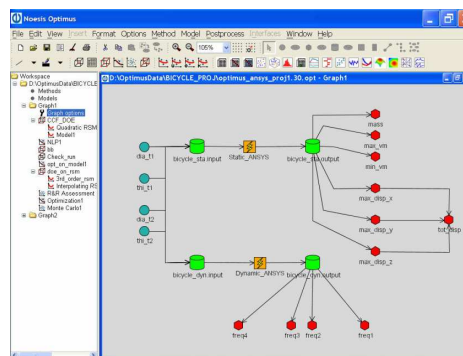 Noesis Optimus
File Edit View Insert Format Options Method Model Postprocess Interfaces Window Help
105%
Workspace
D:\OptimusData\BICYCLE_PROJ\optimus_ansys_proj1.30.opt - Graph1
D:\OptimusData\BICYCLE_
Methods
Models
Graph1
Graph options
CCF_DOE
Quadratic RSM
Model1
NLP1
bb
Check_run
opt_on_model1
doe_on_rsm
3rd_order_rsm
Interpolating RS
R&R Assessment
Optimization1
Monte Carlo1
Graph2
mass
max_vm
min_vm
dia_t1
bicycle_sta.input
Static_ANSYS
bicycle_sta.output
thi_t1
max_disp_x
dia_t2
max_disp_y
tot_disp
thi_t2
max_disp_z
bicycle_dyn.input
Dynamic_ANSYS
bicycle_dyn.output
freq4
freq3
freq2
freq1